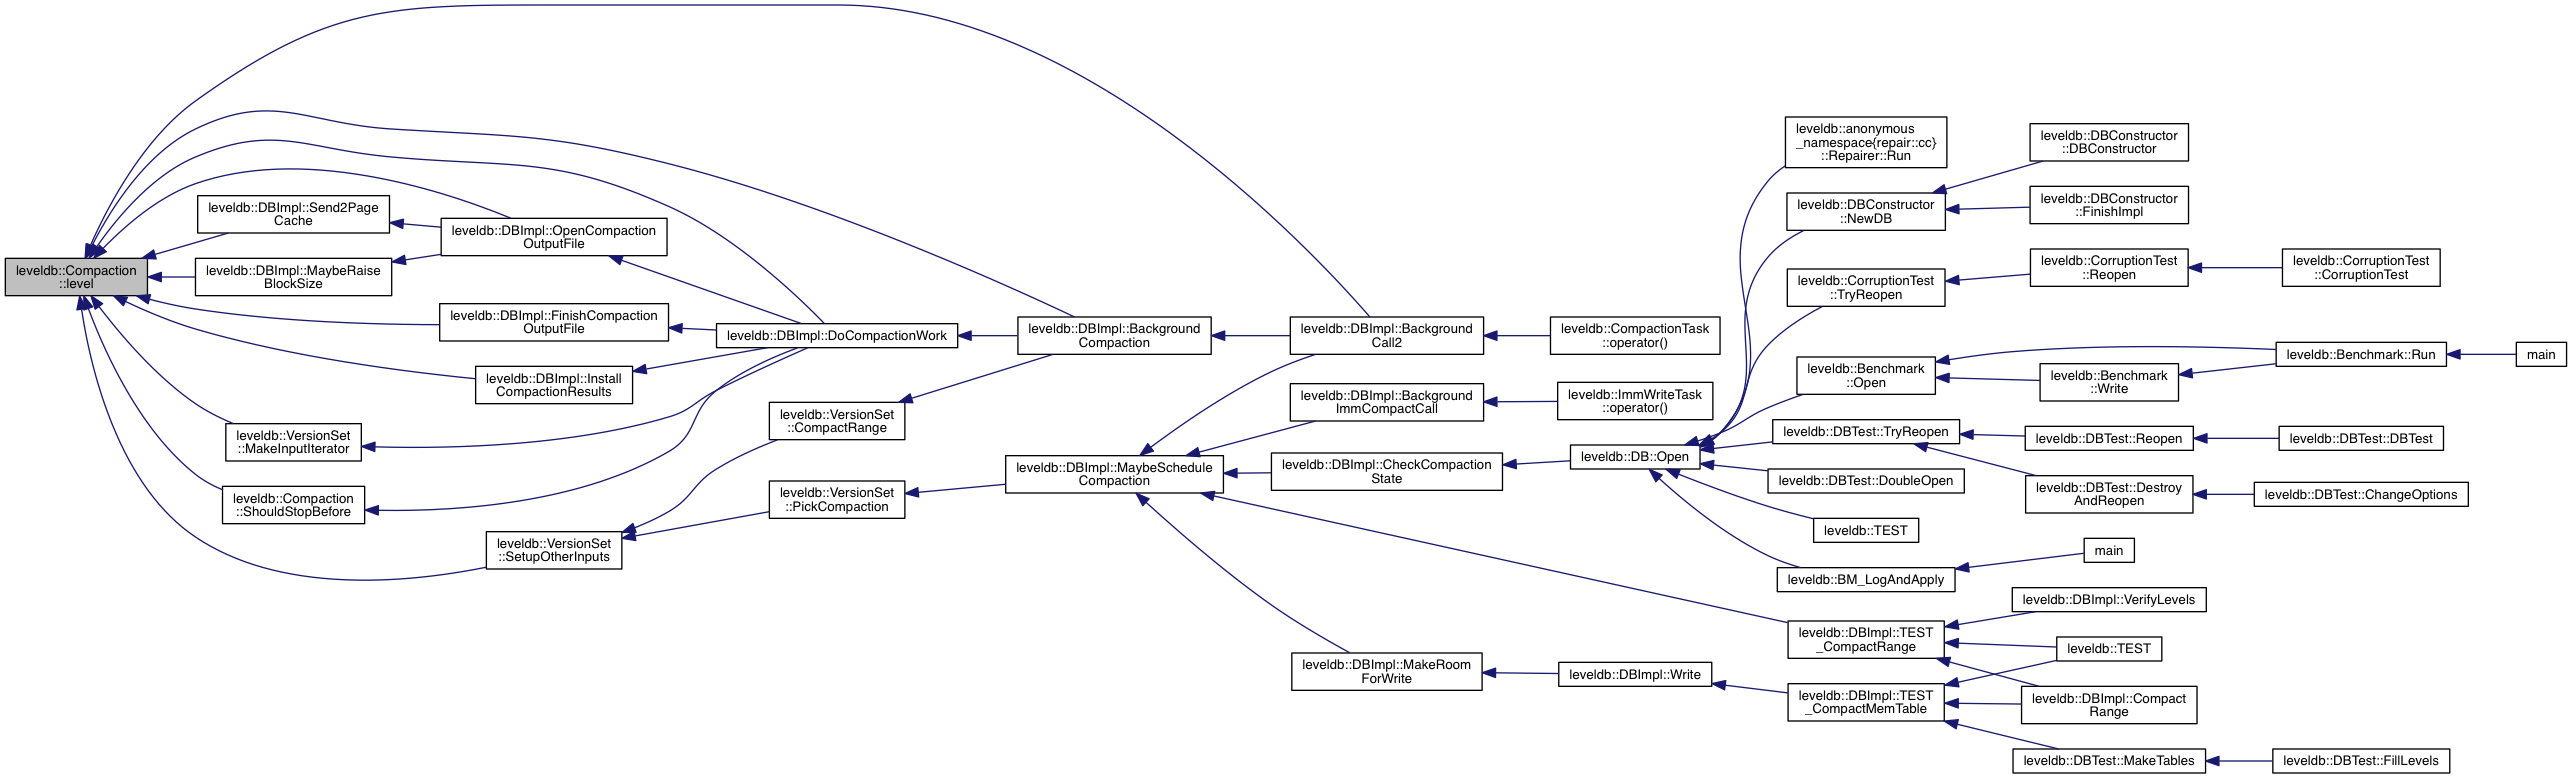 leveldb::Compaction
::level
leveldb::DBImpl::Send2Page
Cache
leveldb::DBImpl::MaybeRaise
BlockSize
leveldb::DBImpl::OpenCompaction
OutputFile
leveldb::DBImpl::FinishCompaction
OutputFile
leveldb::DBImpl::Install
CompactionResults
leveldb::VersionSet
::MakeInputIterator
leveldb::Compaction
::ShouldStopBefore
leveldb::VersionSet
::SetupOtherInputs
leveldb::DBImpl::DoCompactionWork
leveldb::VersionSet
::CompactRange
leveldb::VersionSet
::PickCompaction
leveldb::DBImpl::Background
Compaction
leveldb::DBImpl::MaybeSchedule
Compaction
leveldb::DBImpl::Background
Call2
leveldb::DBImpl::Background
ImmCompactCall
leveldb::DBImpl::CheckCompaction
State
leveldb::DBImpl::MakeRoom
ForWrite
leveldb::CompactionTask
::operator()
leveldb::ImmWriteTask
::operator()
leveldb::DB::Open
leveldb::DBImpl::Write
leveldb::anonymous
_namespace{repair::cc}
::Repairer::Run
leveldb::DBConstructor
::NewDB
leveldb::CorruptionTest
::TryReopen
leveldb::Benchmark
::Open
leveldb::DBTest::TryReopen
leveldb::DBTest::DoubleOpen
leveldb::TEST
leveldb::BM_LogAndApply
leveldb::DBImpl::TEST
_CompactRange
leveldb::DBImpl::TEST
_CompactMemTable
leveldb::DBConstructor
::DBConstructor
leveldb::DBConstructor
::FinishImpl
leveldb::CorruptionTest
::Reopen
leveldb::Benchmark
::Write
leveldb::DBTest::Reopen
leveldb::DBTest::Destroy
AndReopen
main
leveldb::DBImpl::VerifyLevels
leveldb::TEST
leveldb::DBImpl::Compact
Range
leveldb::DBTest::MakeTables
leveldb::CorruptionTest
::CorruptionTest
leveldb::Benchmark::Run
leveldb::DBTest::DBTest
leveldb::DBTest::ChangeOptions
leveldb::DBTest::FillLevels
main